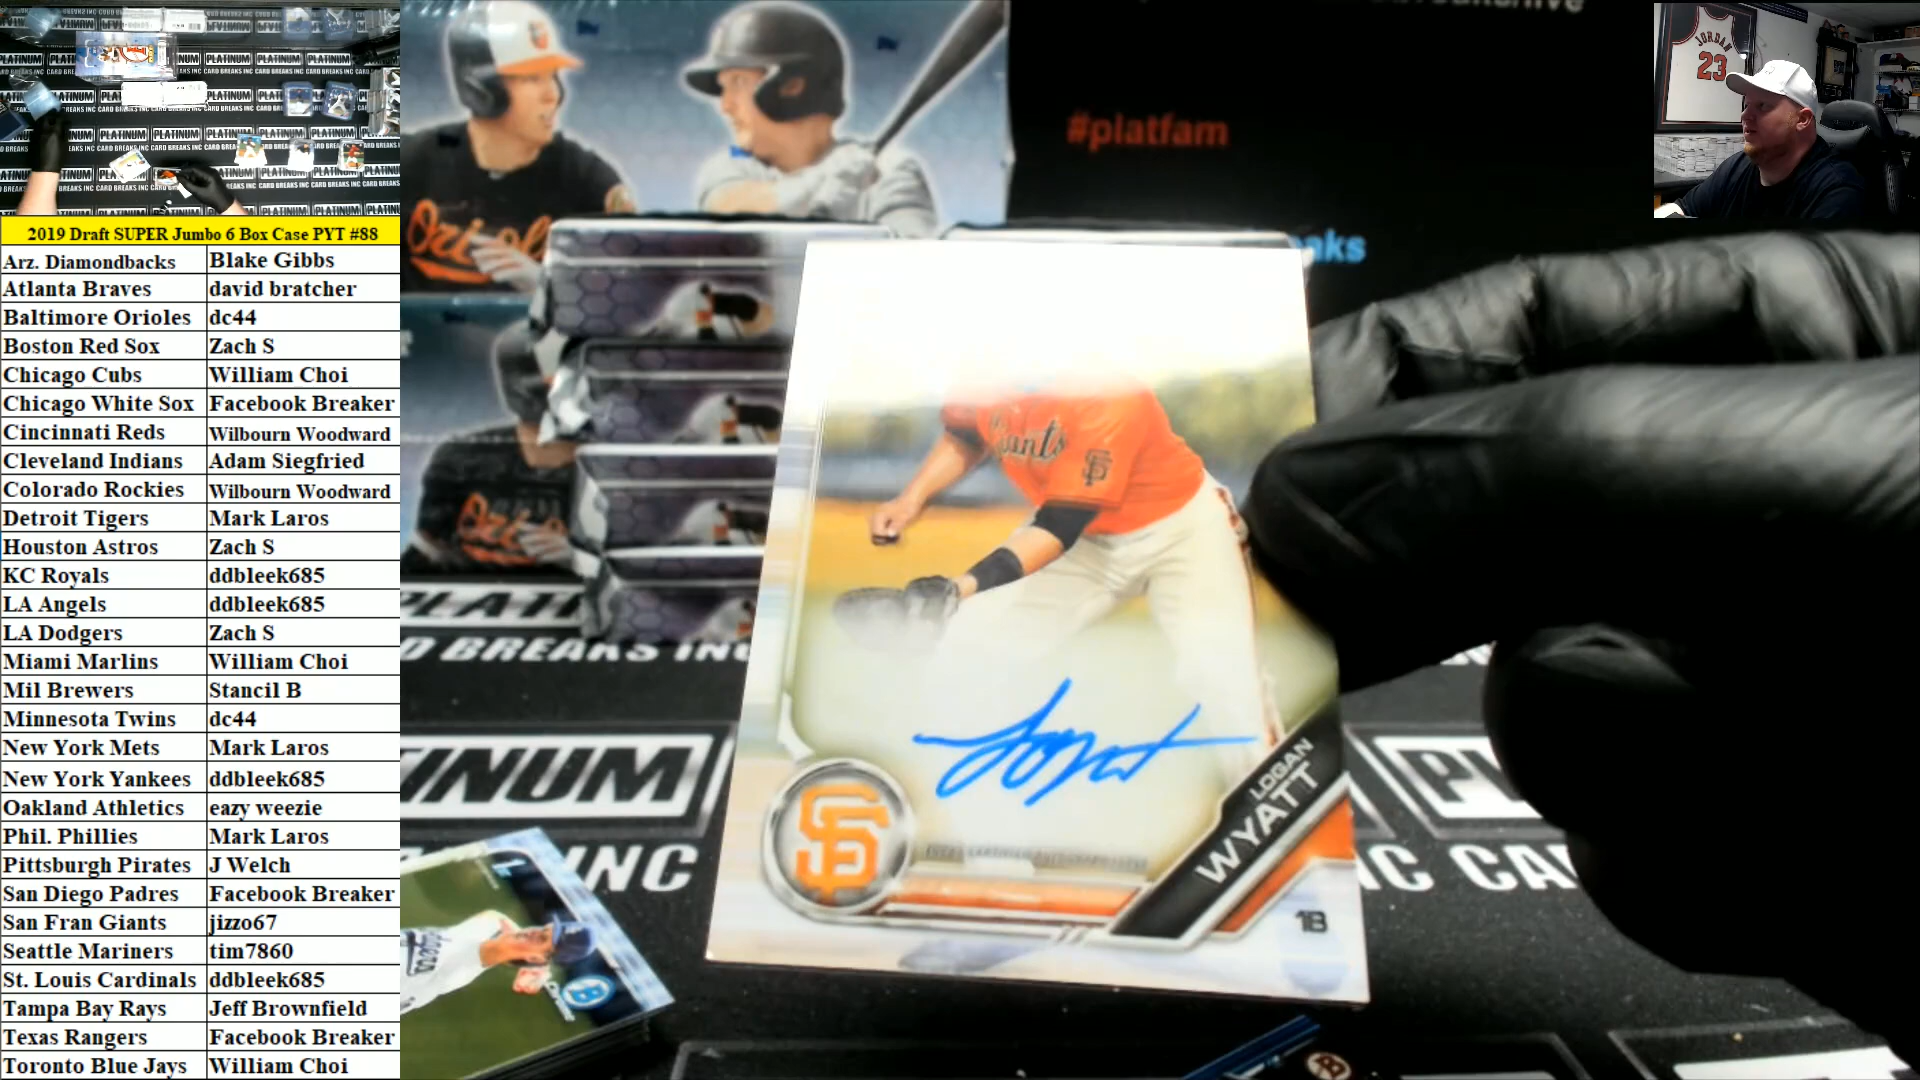 2019 Draft SUPER Jumbo 6 Box Case PYT #88
Arz. Diamondbacks Blake Gibbs
Atlanta Braves david bratcher
Baltimore Orioles dc44
Boston Red Sox Zach S
Chicago Cubs William Choi
Chicago White Sox Facebook Breaker
Cincinnati Reds Wilbourn Woodward
Cleveland Indians Adam Siegfried
Colorado Rockies Wilbourn Woodward
Detroit Tigers Mark Laros
Houston Astros Zach S
KC Royals ddbleek685
LA Angels ddbleek685
LA Dodgers Zach S
Miami Marlins William Choi
Mil Brewers Stancil B
Minnesota Twins dc44
New York Mets Mark Laros
New York Yankees ddbleek685
Oakland Athletics eazy weezie
Phil. Phillies Mark Laros
Pittsburgh Pirates J Welch
San Diego Padres Facebook Breaker
San Fran Giants jizzo67
Seattle Mariners tim7860
St. Louis Cardinals ddbleek685
Tampa Bay Rays Jeff Brownfield
Texas Rangers Facebook Breaker
Toronto Blue Jays William Choi
#platfam
JORDAN
23
Giants
SF
LOGAN
WYATT
1B
SF